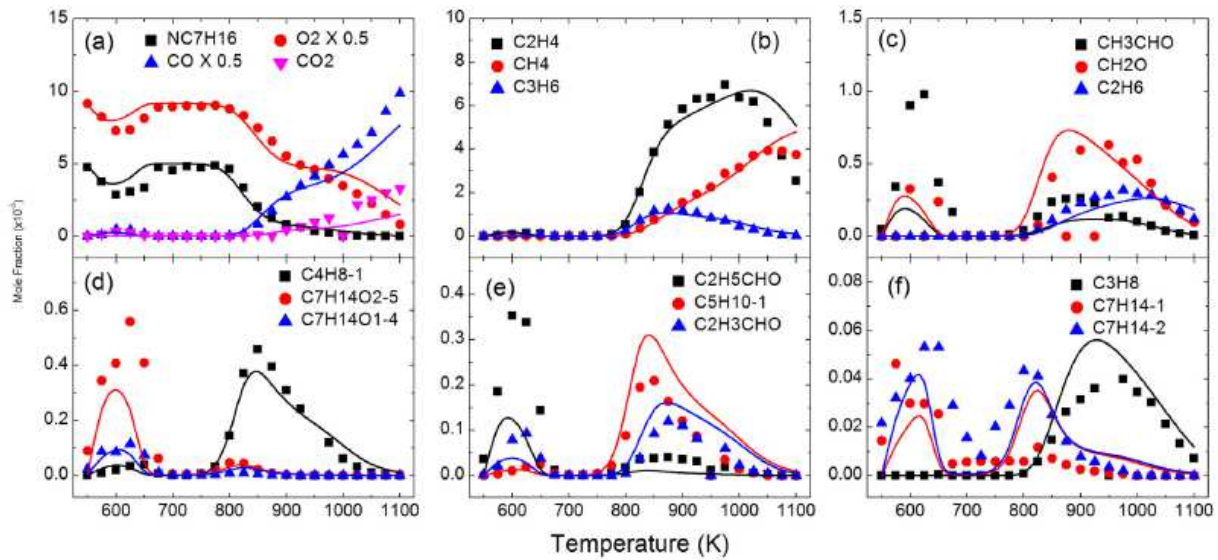 (a) NC7H16 O2 X 0.5
CO X 0.5 CO2
10
5
0
(b)
C2H4
CH4
C3H6
10
8
6
4
2
0
(c)
CH3CHO
CH2O
C2H6
1.5
1.0
0.5
0.0
Mole Fraction (x10-3)
(d)
C4H8-1
C7H14O2-5
C7H14O1-4
0.6
0.4
0.2
0.0
600 700 800 900 1000 1100
(e)
C2H5CHO
C5H10-1
C2H3CHO
0.4
0.3
0.2
0.1
0.0
600 700 800 900 1000 1100
(f)
C3H8
C7H14-1
C7H14-2
0.08
0.06
0.04
0.02
0.00
600 700 800 900 1000 1100
Temperature (K)